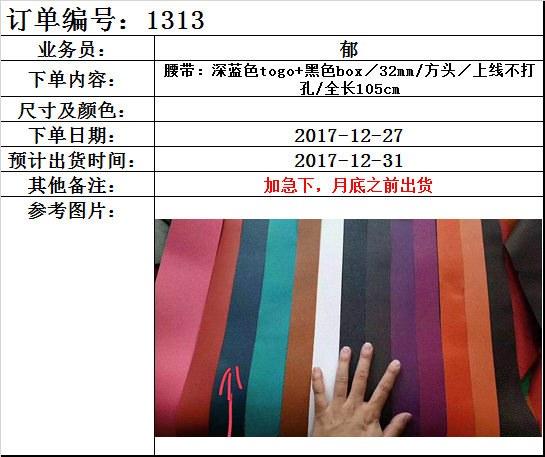 订单编号：1313
业务员：
郁
下单内容：
腰带：深蓝色togo+黑色box／32mm/方头／上线不打
孔/全长105cm
尺寸及颜色：
下单日期：
2017-12-27
预计出货时间：
2017-12-31
其他备注：
加急下，月底之前出货
参考图片：